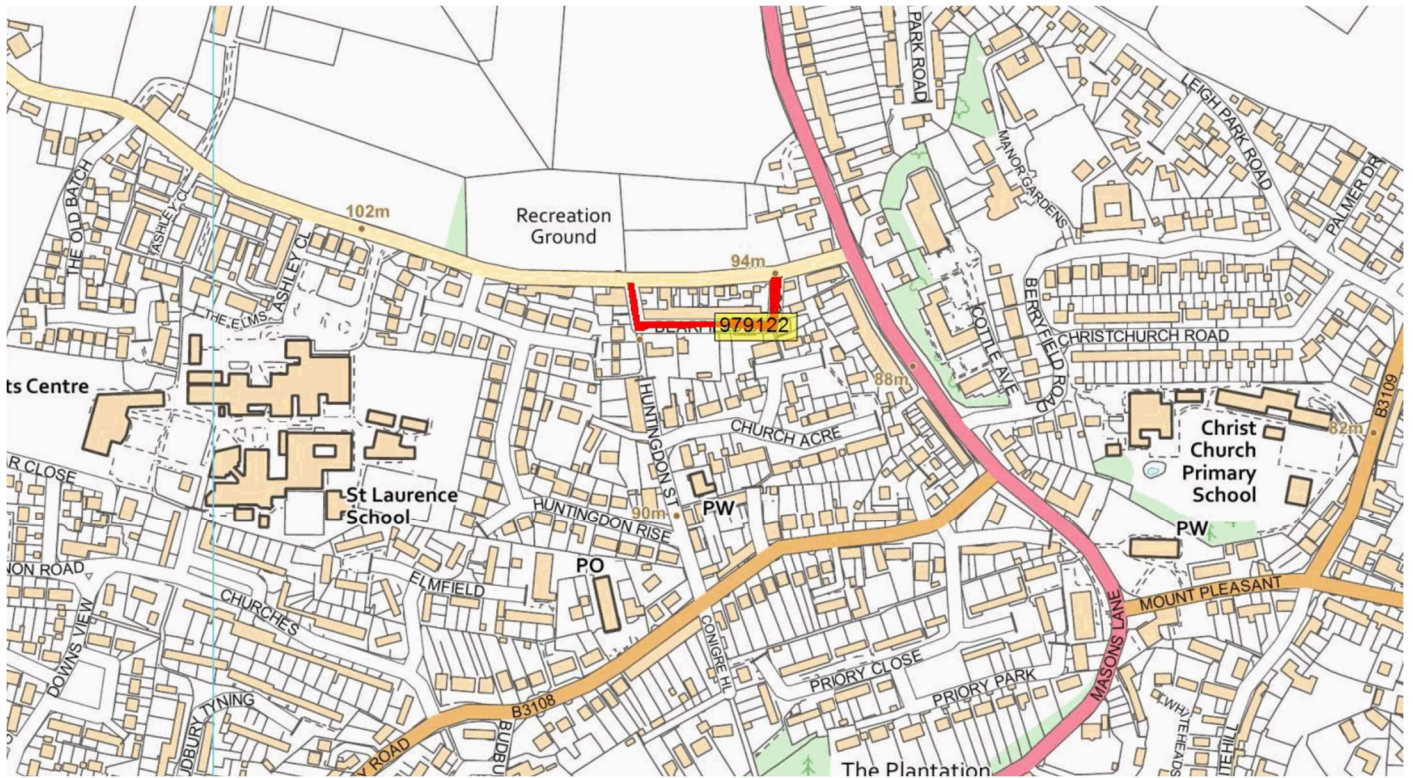 PARK ROAD
LEIGH PARK ROAD
MANOR GARDENS
PALMER DR
THE OLD BATCH
ASHLEY CL
102m
Recreation
Ground
94m
ASHLEY CL
THE ELMS
979122
COTTLE AVE
BERRYFIELD ROAD
CHRISTCHURCH ROAD
88m
B3109
82m
ts Centre
HUNTINGDON ST
CHURCH ACRE
Christ
Church
Primary
School
R CLOSE
St Laurence
School
PW
90m
HUNTINGDON RISE
PW
NON ROAD
PO
ELMFIELD
CHURCHES
MOUNT PLEASANT
DOWNS VIEW
CONIGRE HL
MASONS LANE
PRIORY CLOSE
PRIORY PARK
UDBURY TYNING
B3108
BUDBU
Y ROAD
WHITEHEADS
ITEHILL
The Plantation